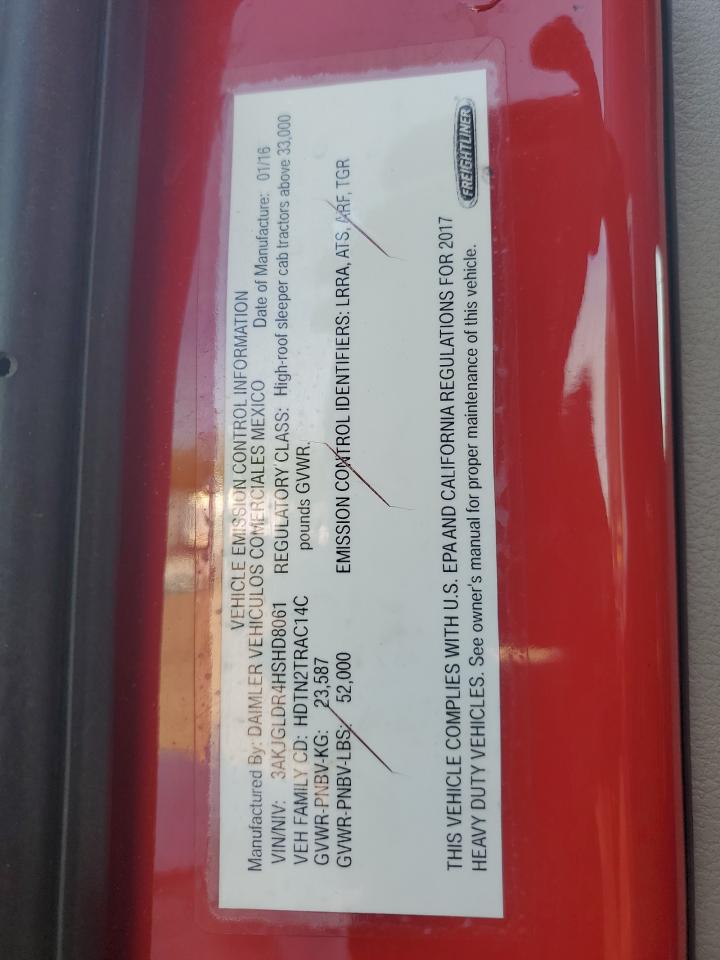 VEHICLE EMISSION CONTROL INFORMATION
Manufactured By: DAIMLER VEHICULOS COMERCIALES MEXICO Date of Manufacture: 01/16
VIN/NIV: 3AKJGLDR4HSHD8061 REGULATORY CLASS: High-roof sleeper cab tractors above 33,000
VEH FAMILY CD: HDTN2TRAC14C pounds GVWR.
GVWR-PNBV-KG: 23,587
GVWR-PNBV-LBS: 52,000 EMISSION CONTROL IDENTIFIERS: LRRA, ATS, ARF, TGR
THIS VEHICLE COMPLIES WITH U.S. EPA AND CALIFORNIA REGULATIONS FOR 2017
HEAVY DUTY VEHICLES. See owner's manual for proper maintenance of this vehicle.
FREIGHTLINER